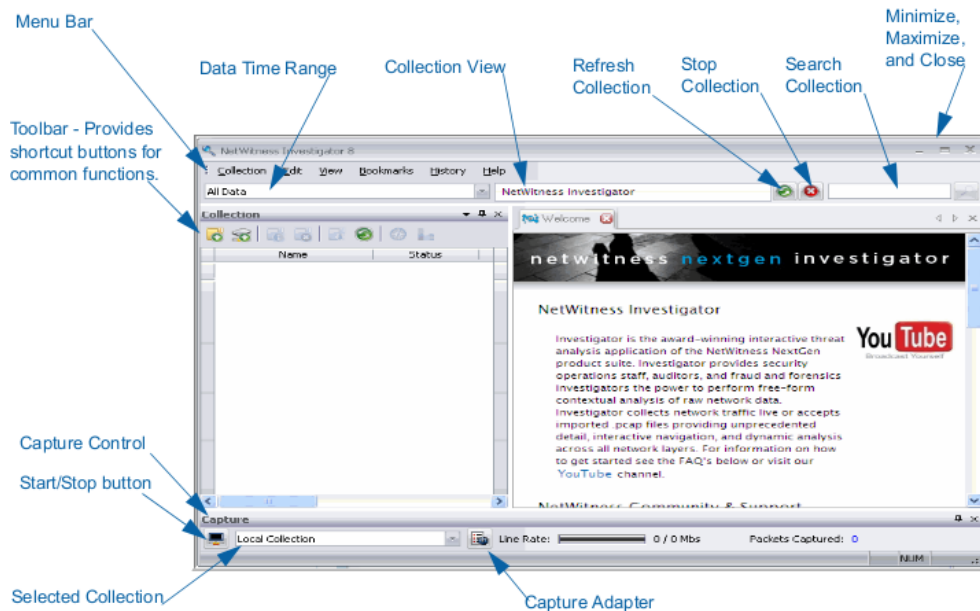 Menu Bar
Data Time Range
Collection View
Refresh
Collection
Stop
Collection
Search
Collection
Minimize,
Maximize,
and Close
Toolbar - Provides
shortcut buttons for
common functions.
NetWitness Investigator 8
Collection Edit View Bookmarks History Help
All Data
NetWitness Investigator
Collection
Welcome
Name Status
netwitness nextgen investigator
NetWitness Investigator
Investigator is the award-winning interactive threat
analysis application of the NetWitness NextGen
product suite. Investigator provides security
operations staff, auditors, and fraud and forensics
investigators the power to perform free-form
contextual analysis of raw network data.
Investigator collects network traffic live or accepts
imported .pcap files providing unprecedented
detail, interactive navigation, and dynamic analysis
across all network layers. For information on how
to get started see the FAQ's below or visit our
YouTube channel.
YouTube
Broadcast Yourself
NetWitness Community & Support
Capture Control
Start/Stop button
Capture
Local Collection
Line Rate: 0 / 0 Mbs
Packets Captured: 0
NUM
Selected Collection
Capture Adapter